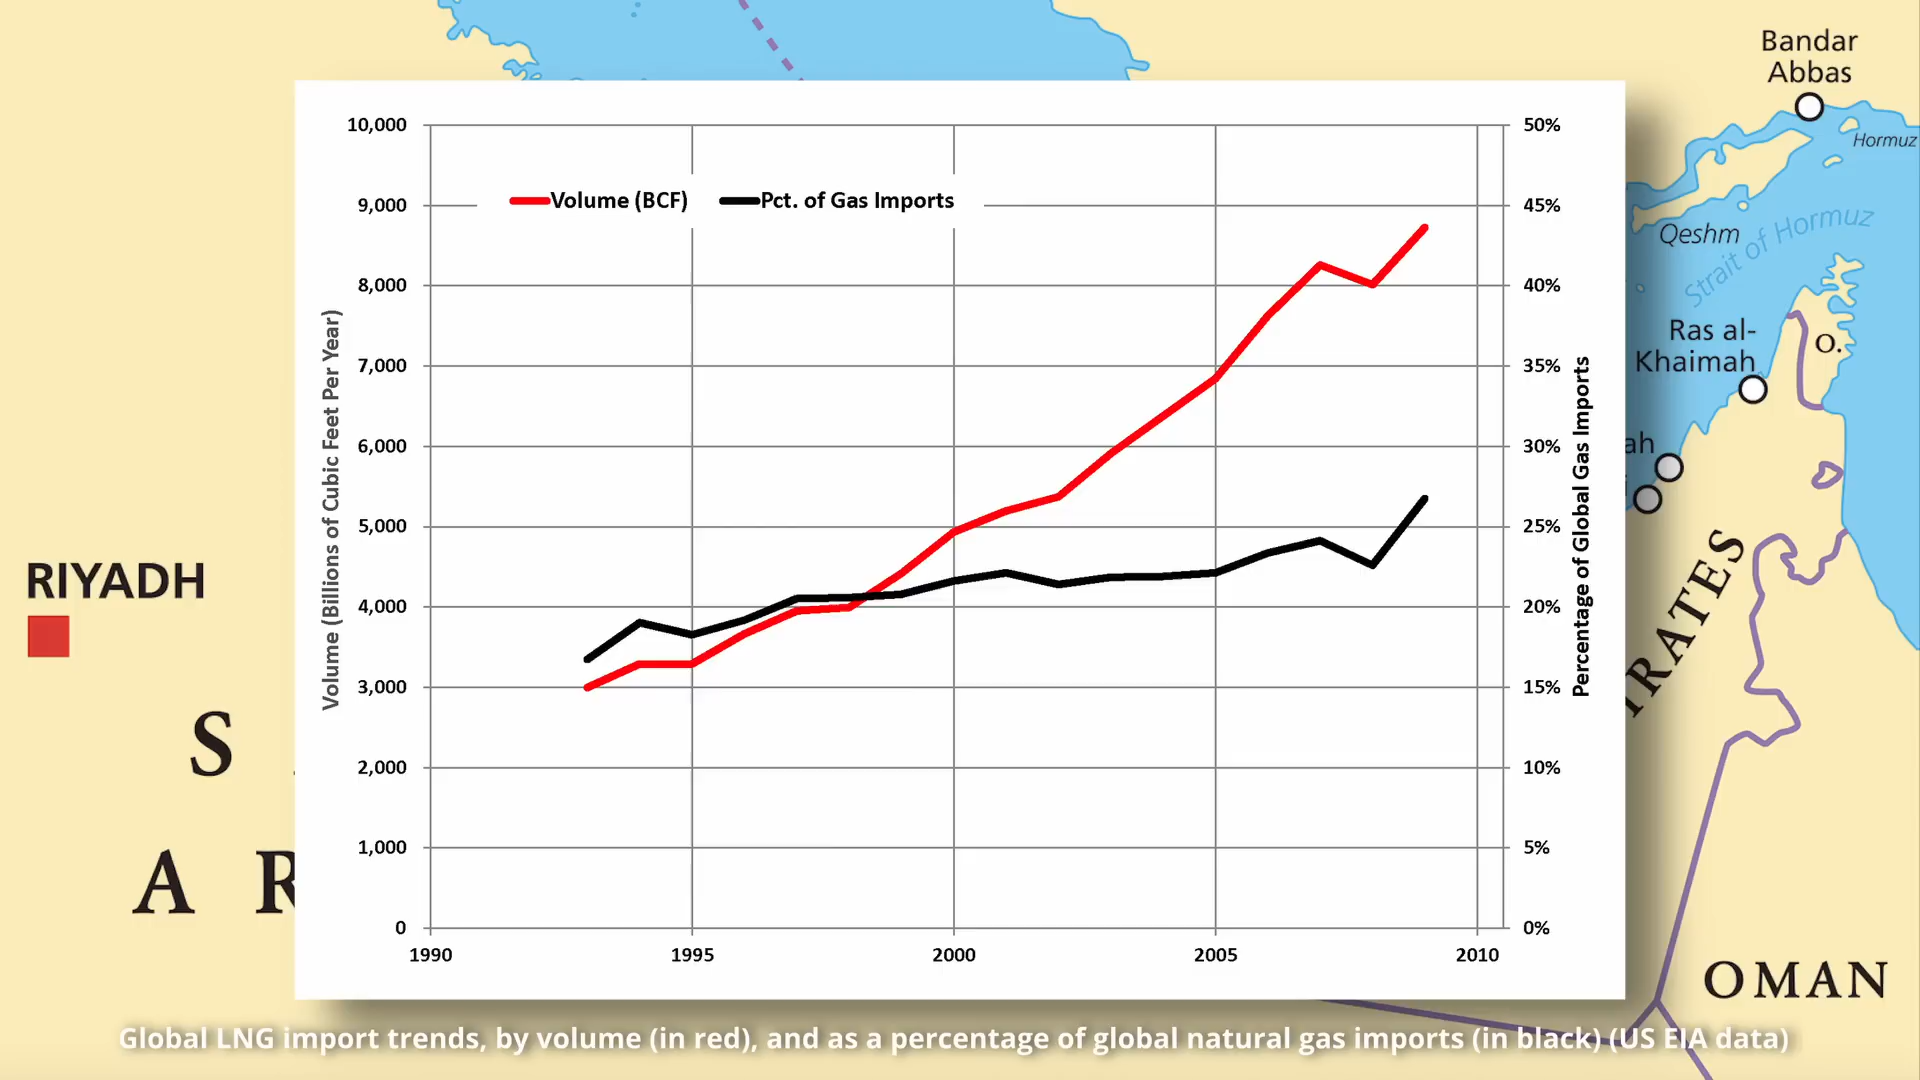 Bandar
Abbas
Hormuz
Qeshm
Strait of Hormuz
Ras al-
Khaimah
O.
ah
RIYADH
S
A R
TRATES
OMAN
Volume (BCF) Pct. of Gas Imports
Volume (Billions of Cubic Feet Per Year)
10,000
9,000
8,000
7,000
6,000
5,000
4,000
3,000
2,000
1,000
0
50%
45%
40%
35%
30%
25%
20%
15%
10%
5%
0%
Percentage of Global Gas Imports
1990 1995 2000 2005 2010
Global LNG import trends, by volume (in red), and as a percentage of global natural gas imports (in black) (US EIA data)